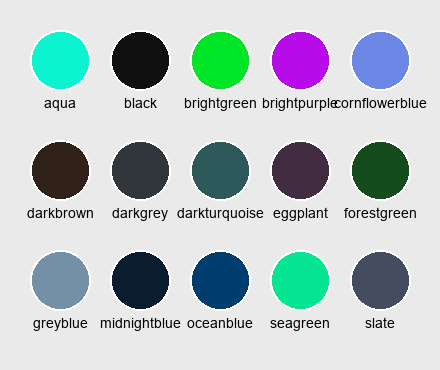 aqua black brightgreen brightpurple cornflowerblue
darkbrown darkgrey darkturquoise eggplant forestgreen
greyblue midnightblue oceanblue seagreen slate